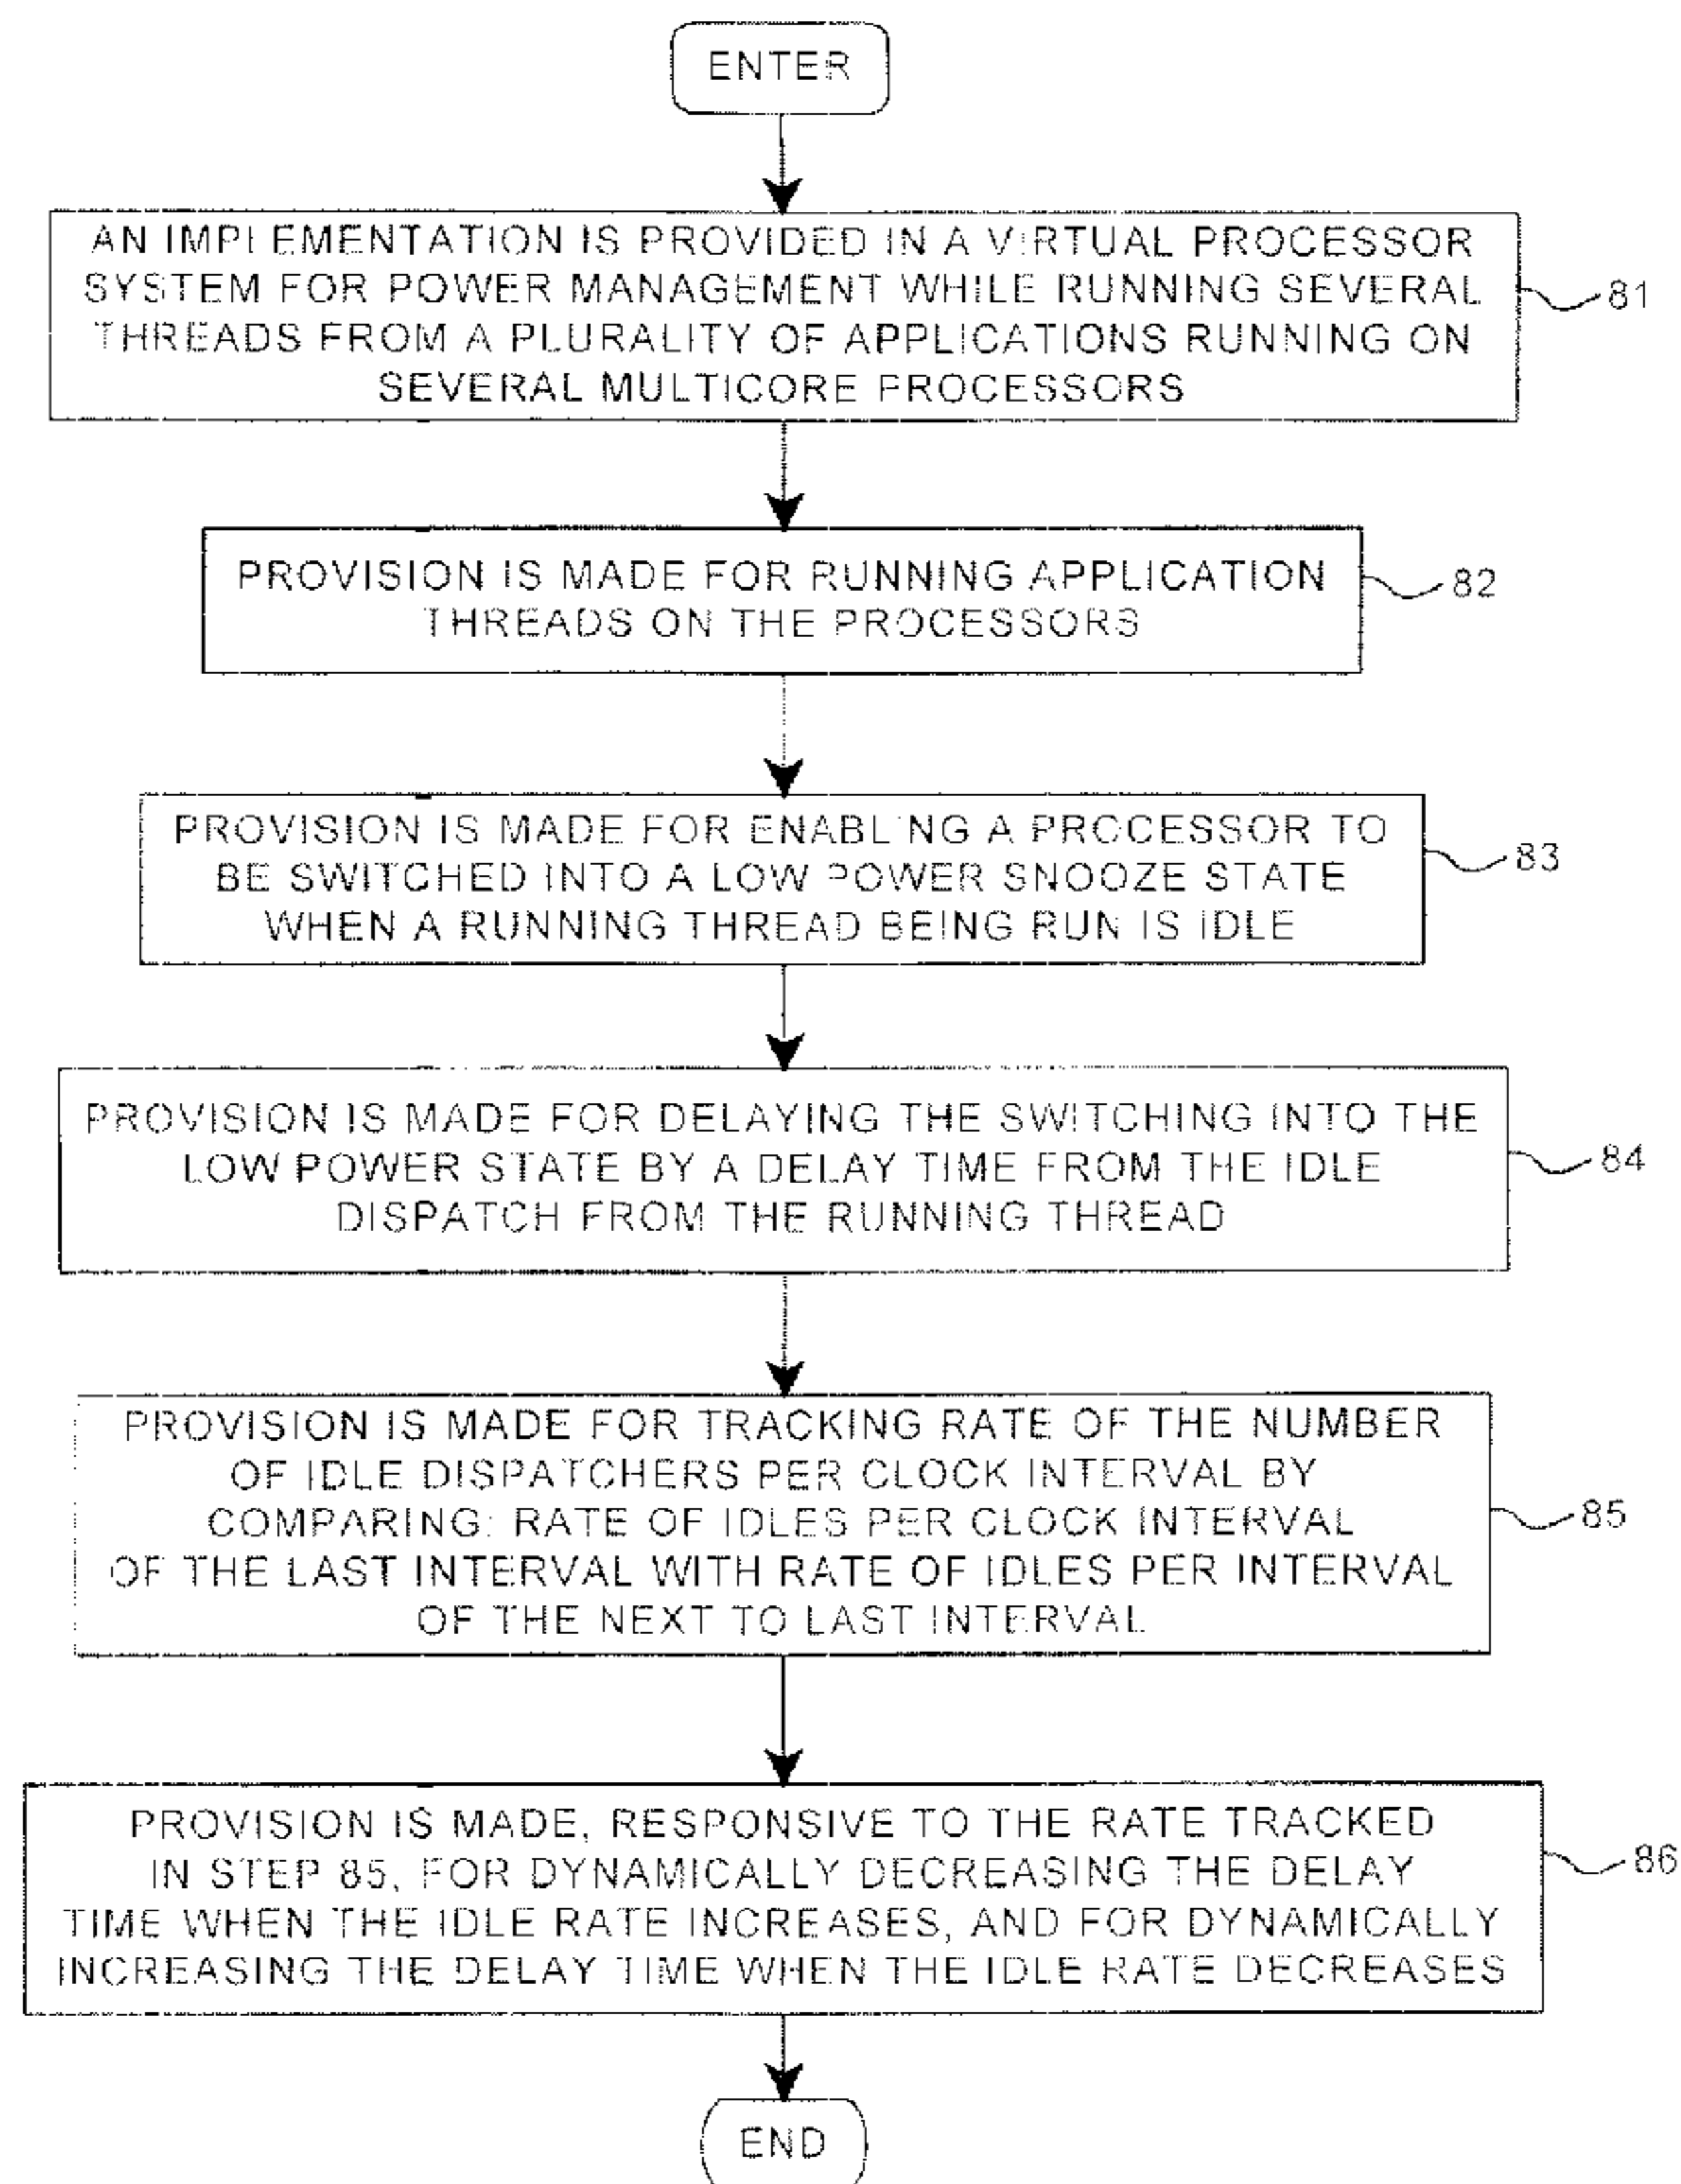 ENTER
AN IMPLEMENTATION IS PROVIDED IN A VIRTUAL PROCESSOR
SYSTEM FOR POWER MANAGEMENT WHILE RUNNING SEVERAL
THREADS FROM A PLURALITY OF APPLICATIONS RUNNING ON
SEVERAL MULTICORE PROCESSORS
81
PROVISION IS MADE FOR RUNNING APPLICATION
THREADS ON THE PROCESSORS
82
PROVISION IS MADE FOR ENABLING A PROCESSOR TO
BE SWITCHED INTO A LOW POWER SNOOZE STATE
WHEN A RUNNING THREAD BEING RUN IS IDLE
83
PROVISION IS MADE FOR DELAYING THE SWITCHING INTO THE
LOW POWER STATE BY A DELAY TIME FROM THE IDLE
DISPATCH FROM THE RUNNING THREAD
84
PROVISION IS MADE FOR TRACKING RATE OF THE NUMBER
OF IDLE DISPATCHERS PER CLOCK INTERVAL BY
COMPARING: RATE OF IDLES PER CLOCK INTERVAL
OF THE LAST INTERVAL WITH RATE OF IDLES PER INTERVAL
OF THE NEXT TO LAST INTERVAL
85
PROVISION IS MADE, RESPONSIVE TO THE RATE TRACKED
IN STEP 85, FOR DYNAMICALLY DECREASING THE DELAY
TIME WHEN THE IDLE RATE INCREASES, AND FOR DYNAMICALLY
INCREASING THE DELAY TIME WHEN THE IDLE RATE DECREASES
86
END